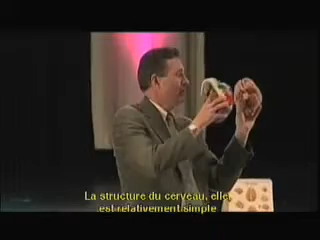 La structure du cerveau, elle,
est relativement simple